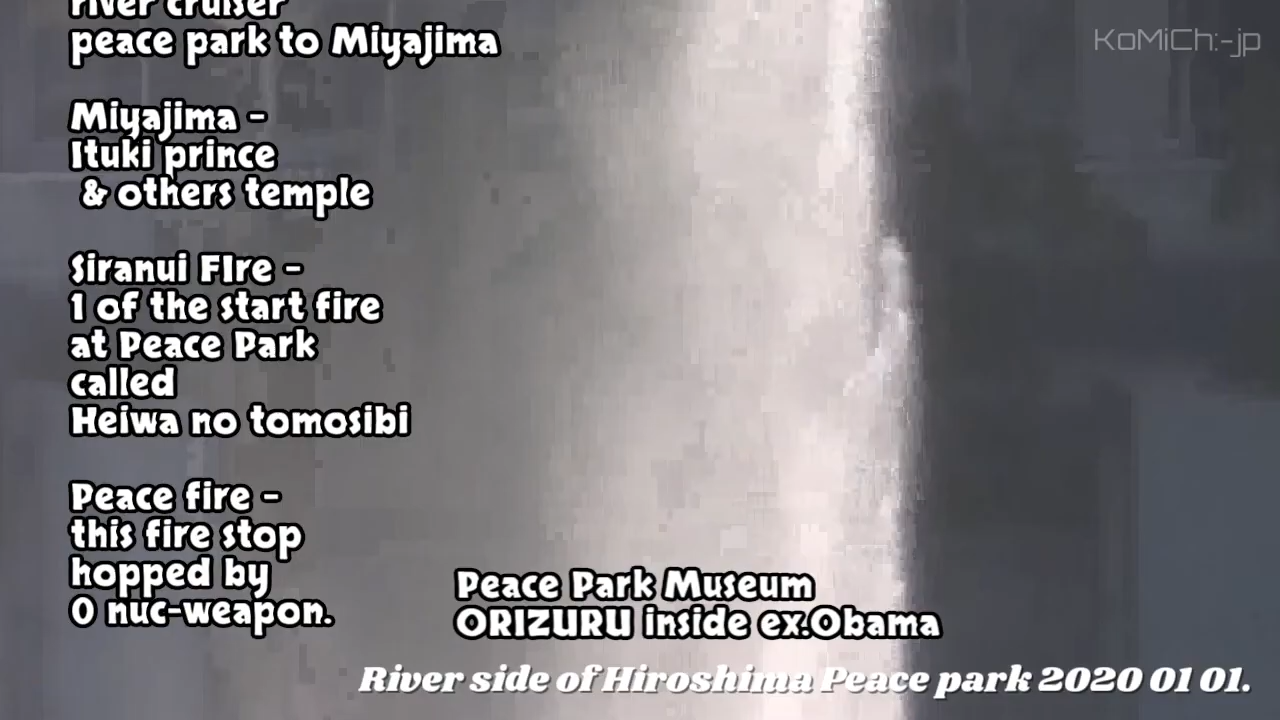 river cruiser
peace park to Miyajima
KoMiCh:-jp
Miyajima -
Ituki prince
& others temple
Siranui FIre -
1 of the start fire
at Peace Park
called
Heiwa no tomosibi
Peace fire -
this fire stop
hopped by
0 nuc-weapon.
Peace Park Museum
ORIZURU inside ex.Obama
River side of Hiroshima Peace park 2020 01 01.